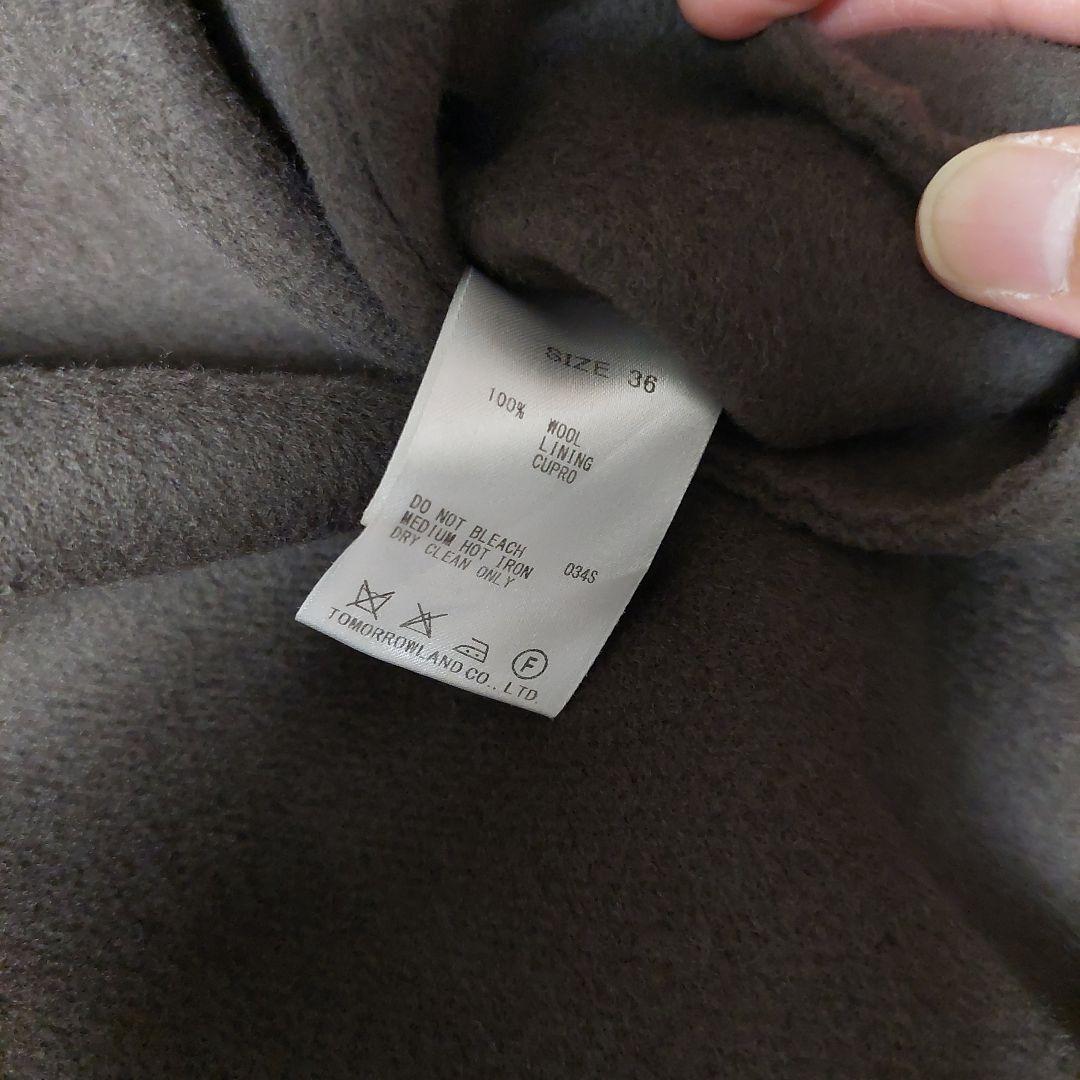 SIZE 36
100% WOOL
LINING
CUPRO
DO NOT BLEACH
MEDIUM HOT IRON 034S
DRY CLEAN ONLY
F
TOMORROWLAND CO., LTD.